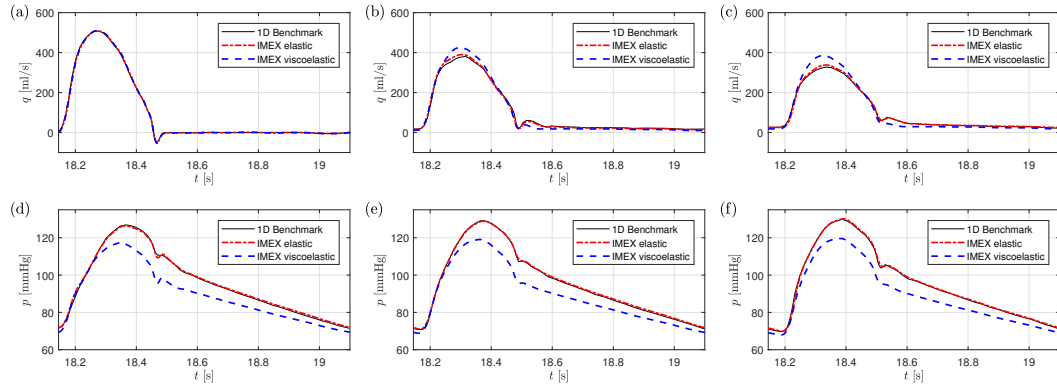 (a)
600
400
200
0
q [ml/s]
18.2 18.4 18.6 18.8 19
t [s]
1D Benchmark
IMEX elastic
IMEX viscoelastic
(b)
600
400
200
0
q [ml/s]
18.2 18.4 18.6 18.8 19
t [s]
1D Benchmark
IMEX elastic
IMEX viscoelastic
(c)
600
400
200
0
q [ml/s]
18.2 18.4 18.6 18.8 19
t [s]
1D Benchmark
IMEX elastic
IMEX viscoelastic
(d)
120
100
80
60
p [mmHg]
18.2 18.4 18.6 18.8 19
t [s]
1D Benchmark
IMEX elastic
IMEX viscoelastic
(e)
120
100
80
60
p [mmHg]
18.2 18.4 18.6 18.8 19
t [s]
1D Benchmark
IMEX elastic
IMEX viscoelastic
(f)
120
100
80
60
p [mmHg]
18.2 18.4 18.6 18.8 19
t [s]
1D Benchmark
IMEX elastic
IMEX viscoelastic